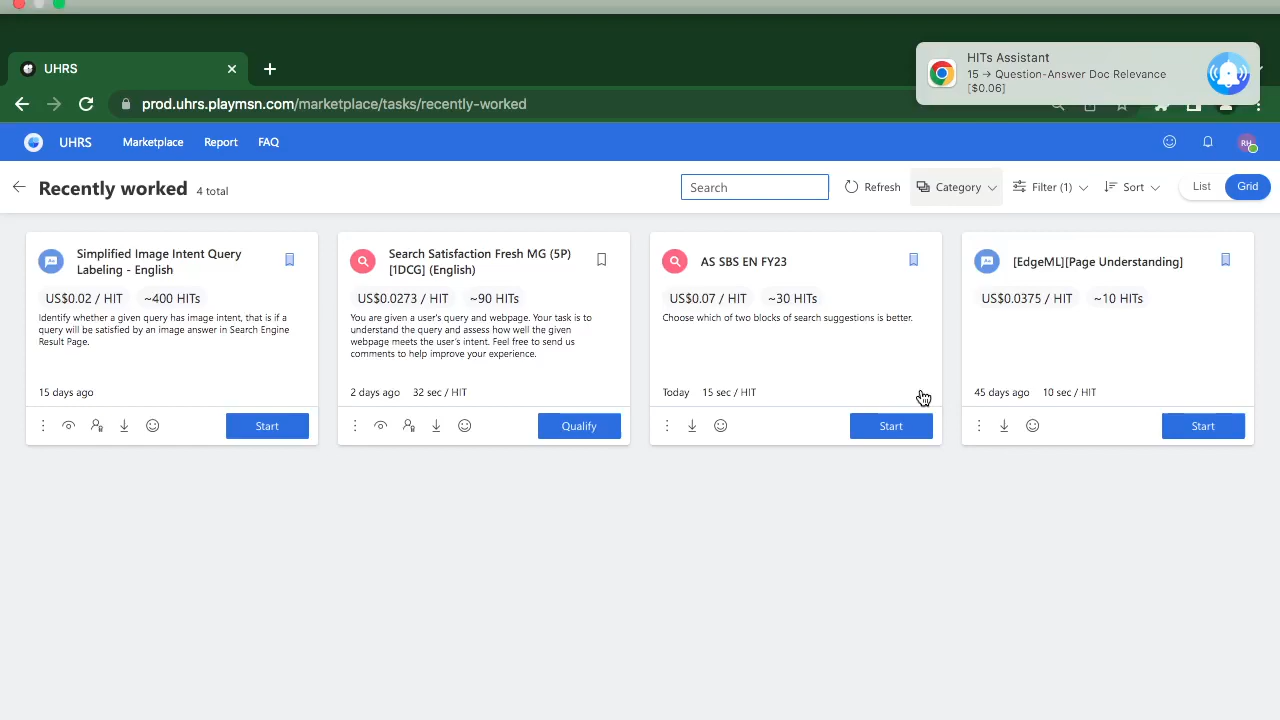 UHRS
HITs Assistant
15 → Question-Answer Doc Relevance
[$0.06]
prod.uhrs.playmsn.com/marketplace/tasks/recently-worked
UHRS
Marketplace
Report
FAQ
RH
Recently worked
4 total
Search
Refresh
Category
Filter (1)
Sort
List
Grid
Simplified Image Intent Query
Labeling - English
US$0.02 / HIT
~400 HITs
Identify whether a given query has image intent, that is if a
query will be satisfied by an image answer in Search Engine
Result Page.
15 days ago
Start
Search Satisfaction Fresh MG (5P)
[1DCG] (English)
US$0.0273 / HIT
~90 HITs
You are given a user's query and webpage. Your task is to
understand the query and assess how well the given
webpage meets the user's intent. Feel free to send us
comments to help improve your experience.
2 days ago
32 sec / HIT
Qualify
AS SBS EN FY23
US$0.07 / HIT
~30 HITs
Choose which of two blocks of search suggestions is better.
Today
15 sec / HIT
Start
[EdgeML][Page Understanding]
US$0.0375 / HIT
~10 HITs
45 days ago
10 sec / HIT
Start